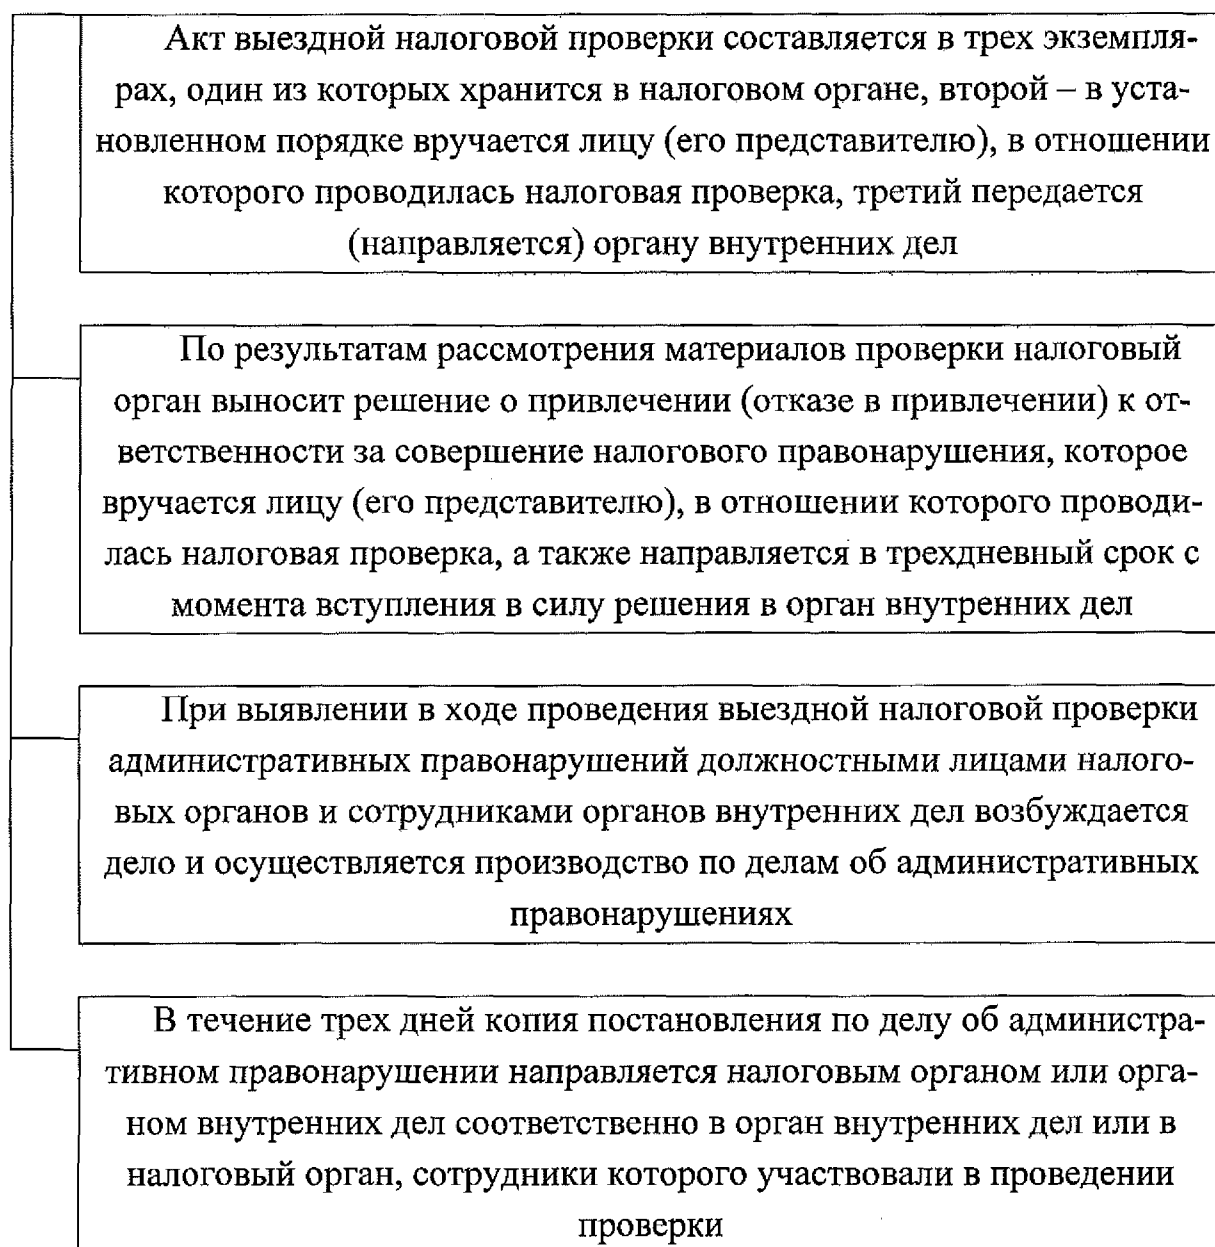 Акт выездной налоговой проверки составляется в трех экземпля-
рах, один из которых хранится в налоговом органе, второй – в уста-
новленном порядке вручается лицу (его представителю), в отношении
которого проводилась налоговая проверка, третий передается
(направляется) органу внутренних дел
По результатам рассмотрения материалов проверки налоговый
орган выносит решение о привлечении (отказе в привлечении) к от-
ветственности за совершение налогового правонарушения, которое
вручается лицу (его представителю), в отношении которого проводи-
лась налоговая проверка, а также направляется в трехдневный срок с
момента вступления в силу решения в орган внутренних дел
При выявлении в ходе проведения выездной налоговой проверки
административных правонарушений должностными лицами налого-
вых органов и сотрудниками органов внутренних дел возбуждается
дело и осуществляется производство по делам об административных
правонарушениях
В течение трех дней копия постановления по делу об администра-
тивном правонарушении направляется налоговым органом или орга-
ном внутренних дел соответственно в орган внутренних дел или в
налоговый орган, сотрудники которого участвовали в проведении
проверки